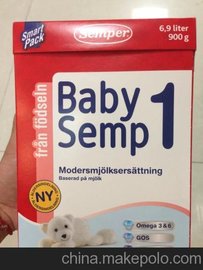 Smart
Pack
Semper
6,9 liter
900 g
från födseln
Baby
Semp 1
Modersmjölksersättning
Baserad på mjölk
NY
Omega 3 & 6
GOS
china.makepolo.com